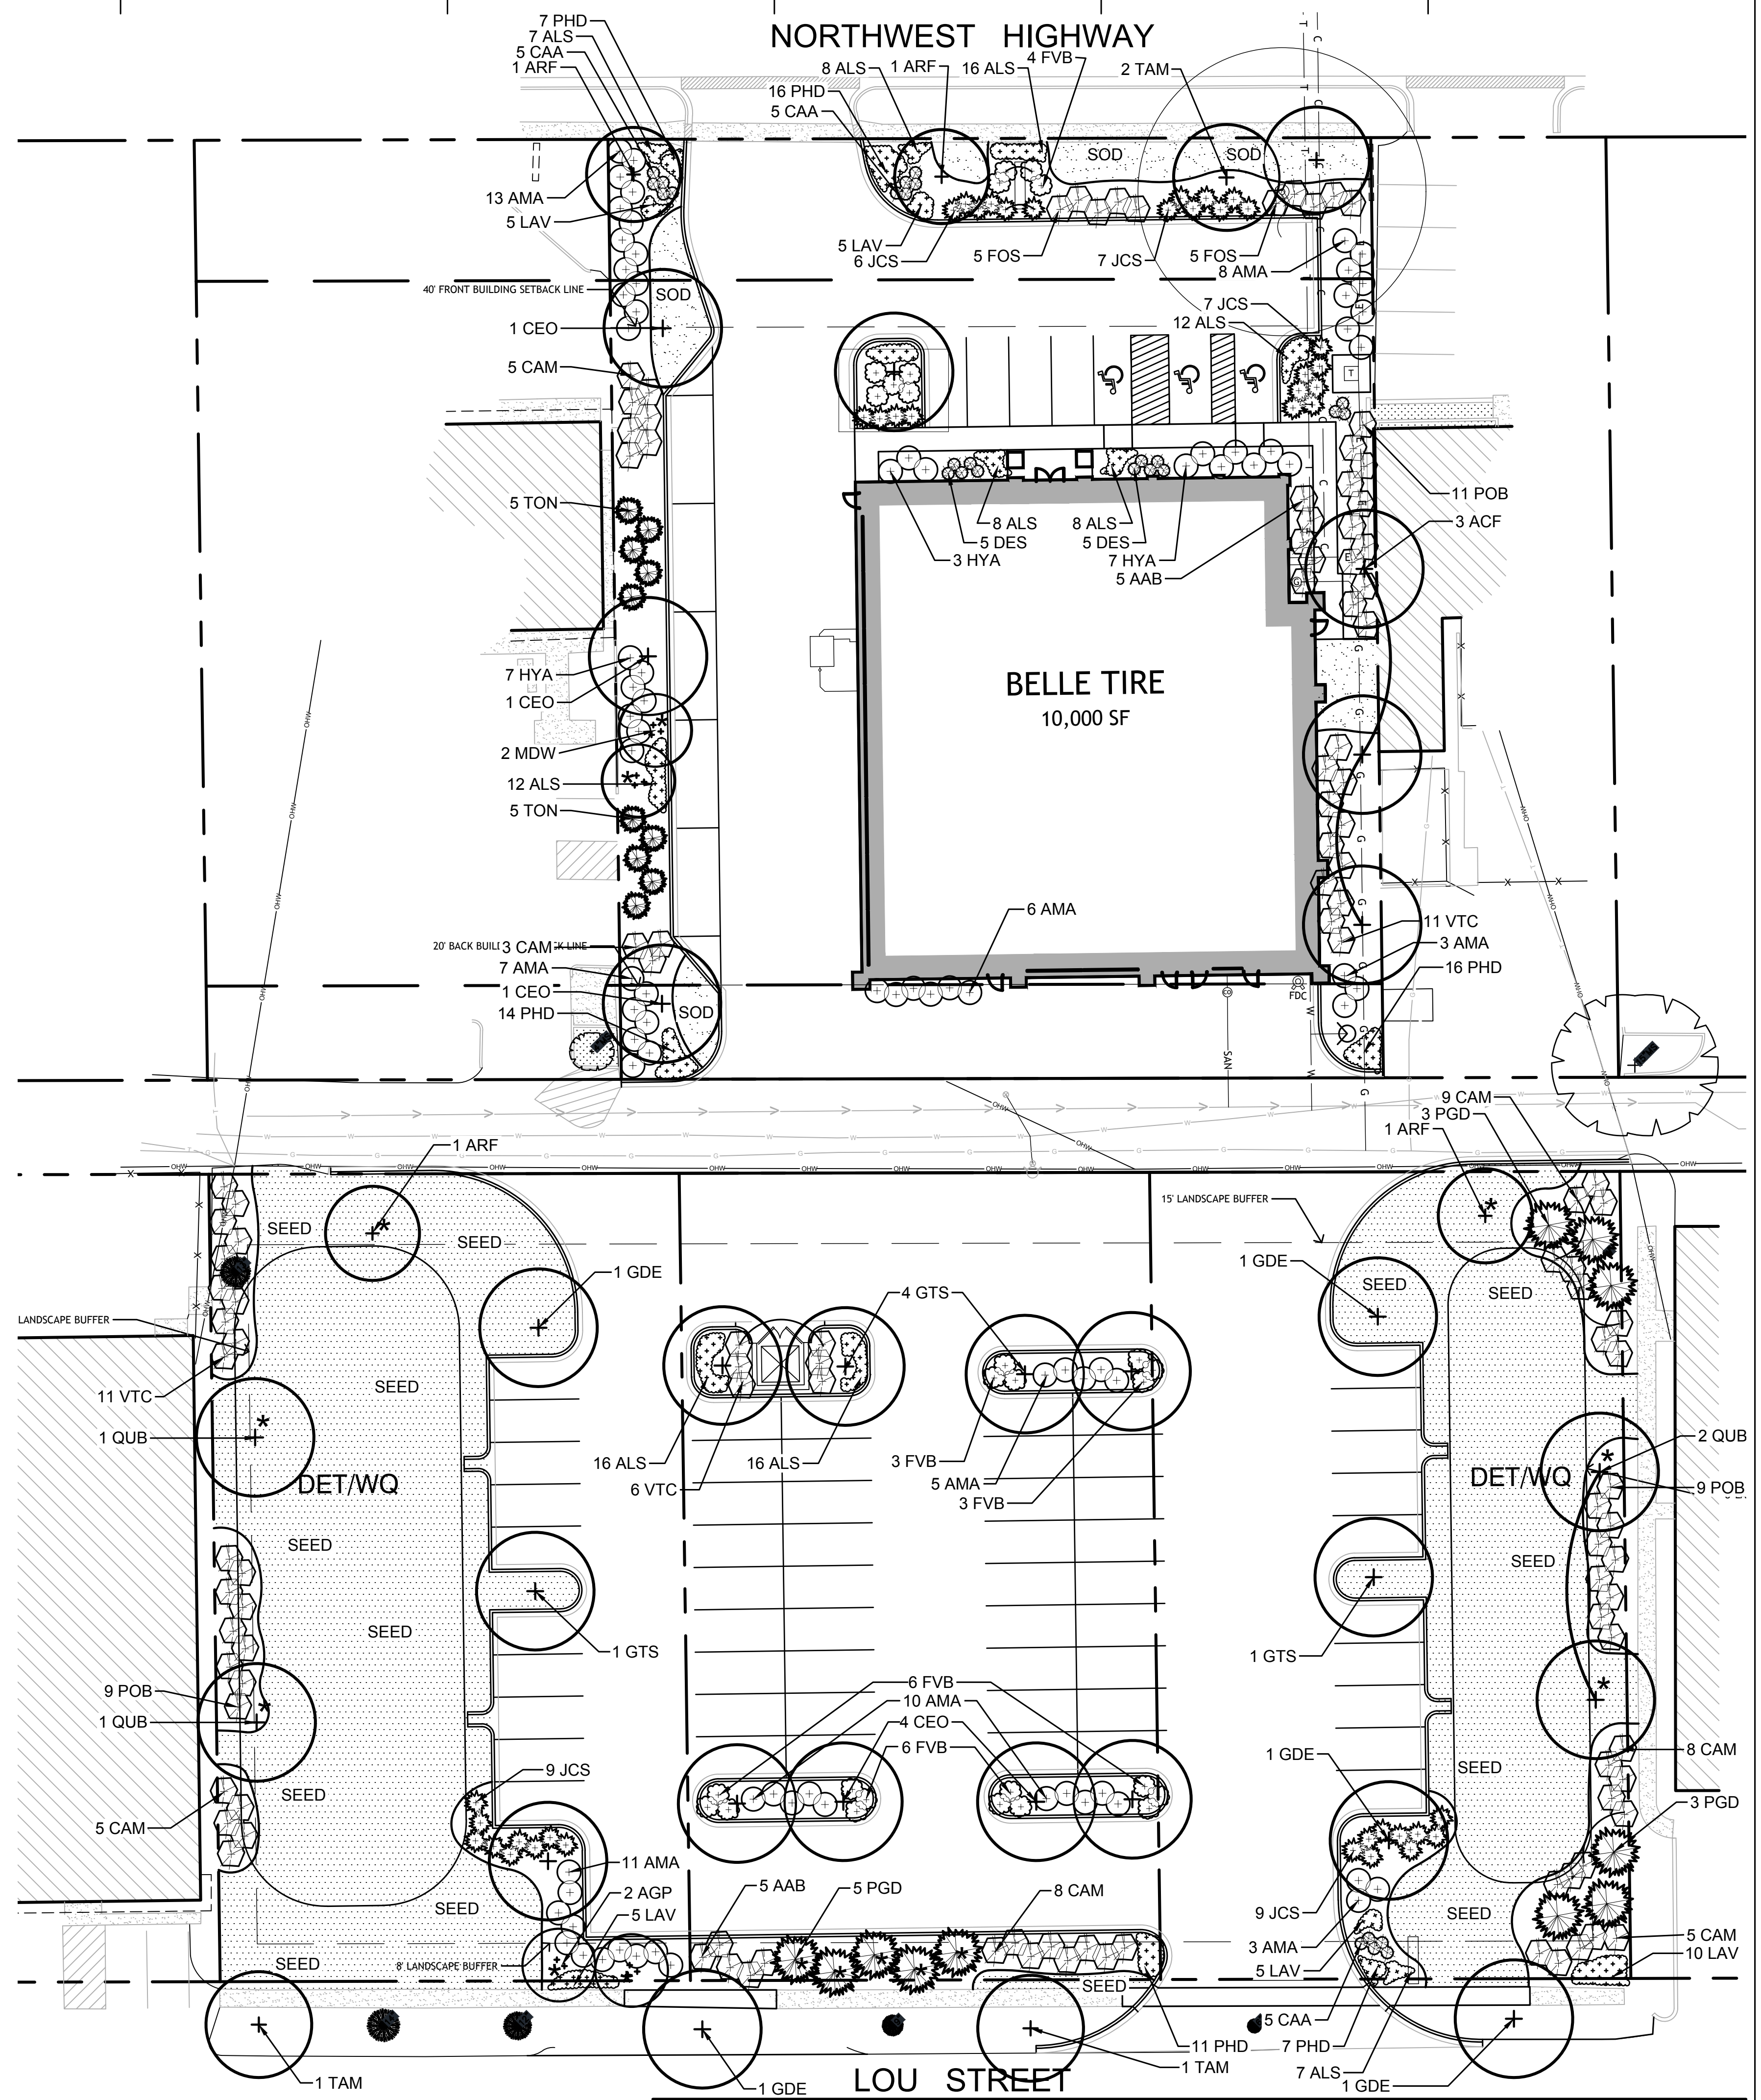 NORTHWEST HIGHWAY
7 PHD
7 ALS
5 CAA
1 ARF
8 ALS
1 ARF
16 ALS
4 FVB
2 TAM
16 PHD
5 CAA
SOD
SOD
13 AMA
5 LAV
5 LAV
6 JCS
5 FOS
7 JCS
5 FOS
8 AMA
40' FRONT BUILDING SETBACK LINE
SOD
7 JCS
12 ALS
1 CEO
5 CAM
T
5 TON
11 POB
3 ACF
8 ALS
5 DES
3 HYA
8 ALS
5 DES
7 HYA
5 AAB
BELLE TIRE
10,000 SF
7 HYA
1 CEO
2 MDW
12 ALS
5 TON
6 AMA
11 VTC
3 AMA
16 PHD
3 CAM
7 AMA
1 CEO
14 PHD
SOD
FDC
CO
SAN
W
G
OHW
9 CAM
3 PGD
1 ARF
1 ARF
15' LANDSCAPE BUFFER
SEED
SEED
1 GDE
1 GDE
SEED
SEED
LANDSCAPE BUFFER
4 GTS
11 VTC
SEED
1 QUB
2 QUB
16 ALS
6 VTC
16 ALS
3 FVB
5 AMA
3 FVB
DET/WQ
DET/WQ
9 POB
SEED
SEED
SEED
1 GTS
1 GTS
9 POB
1 QUB
6 FVB
10 AMA
4 CEO
6 FVB
1 GDE
8 CAM
SEED
SEED
9 JCS
5 CAM
3 PGD
11 AMA
2 AGP
5 LAV
5 AAB
5 PGD
8 CAM
SEED
9 JCS
3 AMA
5 LAV
SEED
5 CAM
10 LAV
SEED
8' LANDSCAPE BUFFER
SEED
5 CAA
11 PHD
7 PHD
1 TAM
7 ALS
1 GDE
1 TAM
1 GDE
LOU STREET